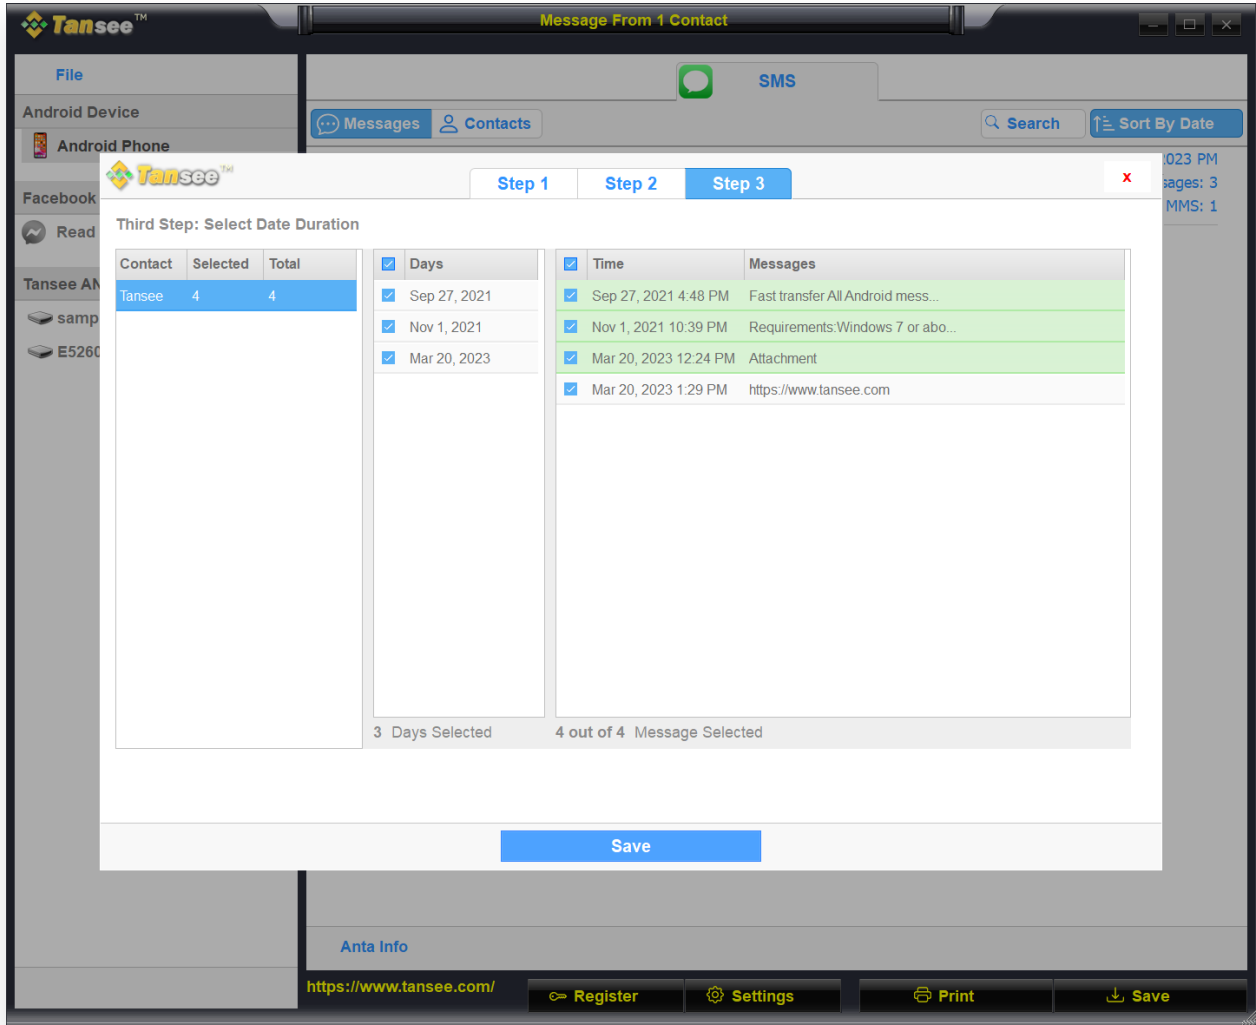 Tansee™
Message From 1 Contact
File
SMS
Android Device
Messages
Contacts
Search
Sort By Date
Android Phone
023 PM
Tansee™
Step 1
Step 2
Step 3
x
sages: 3
Facebook
MMS: 1
Third Step: Select Date Duration
Read
Contact Selected Total
Days
Time Messages
Tansee AN
Tansee 4 4
Sep 27, 2021
Sep 27, 2021 4:48 PM Fast transfer All Android mess...
samp
Nov 1, 2021
Nov 1, 2021 10:39 PM Requirements:Windows 7 or abo...
E5260
Mar 20, 2023
Mar 20, 2023 12:24 PM Attachment
Mar 20, 2023 1:29 PM https://www.tansee.com
3 Days Selected
4 out of 4 Message Selected
Save
Anta Info
https://www.tansee.com/
Register
Settings
Print
Save